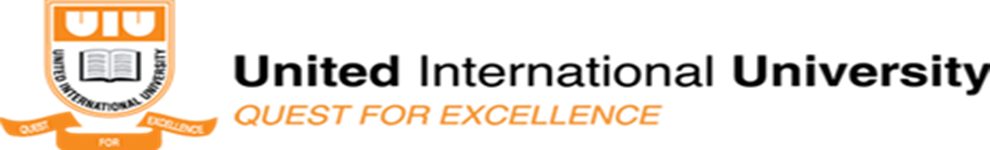 UIU
UNITED INTERNATIONAL UNIVERSITY
QUEST
FOR
EXCELLENCE
United International University
QUEST FOR EXCELLENCE